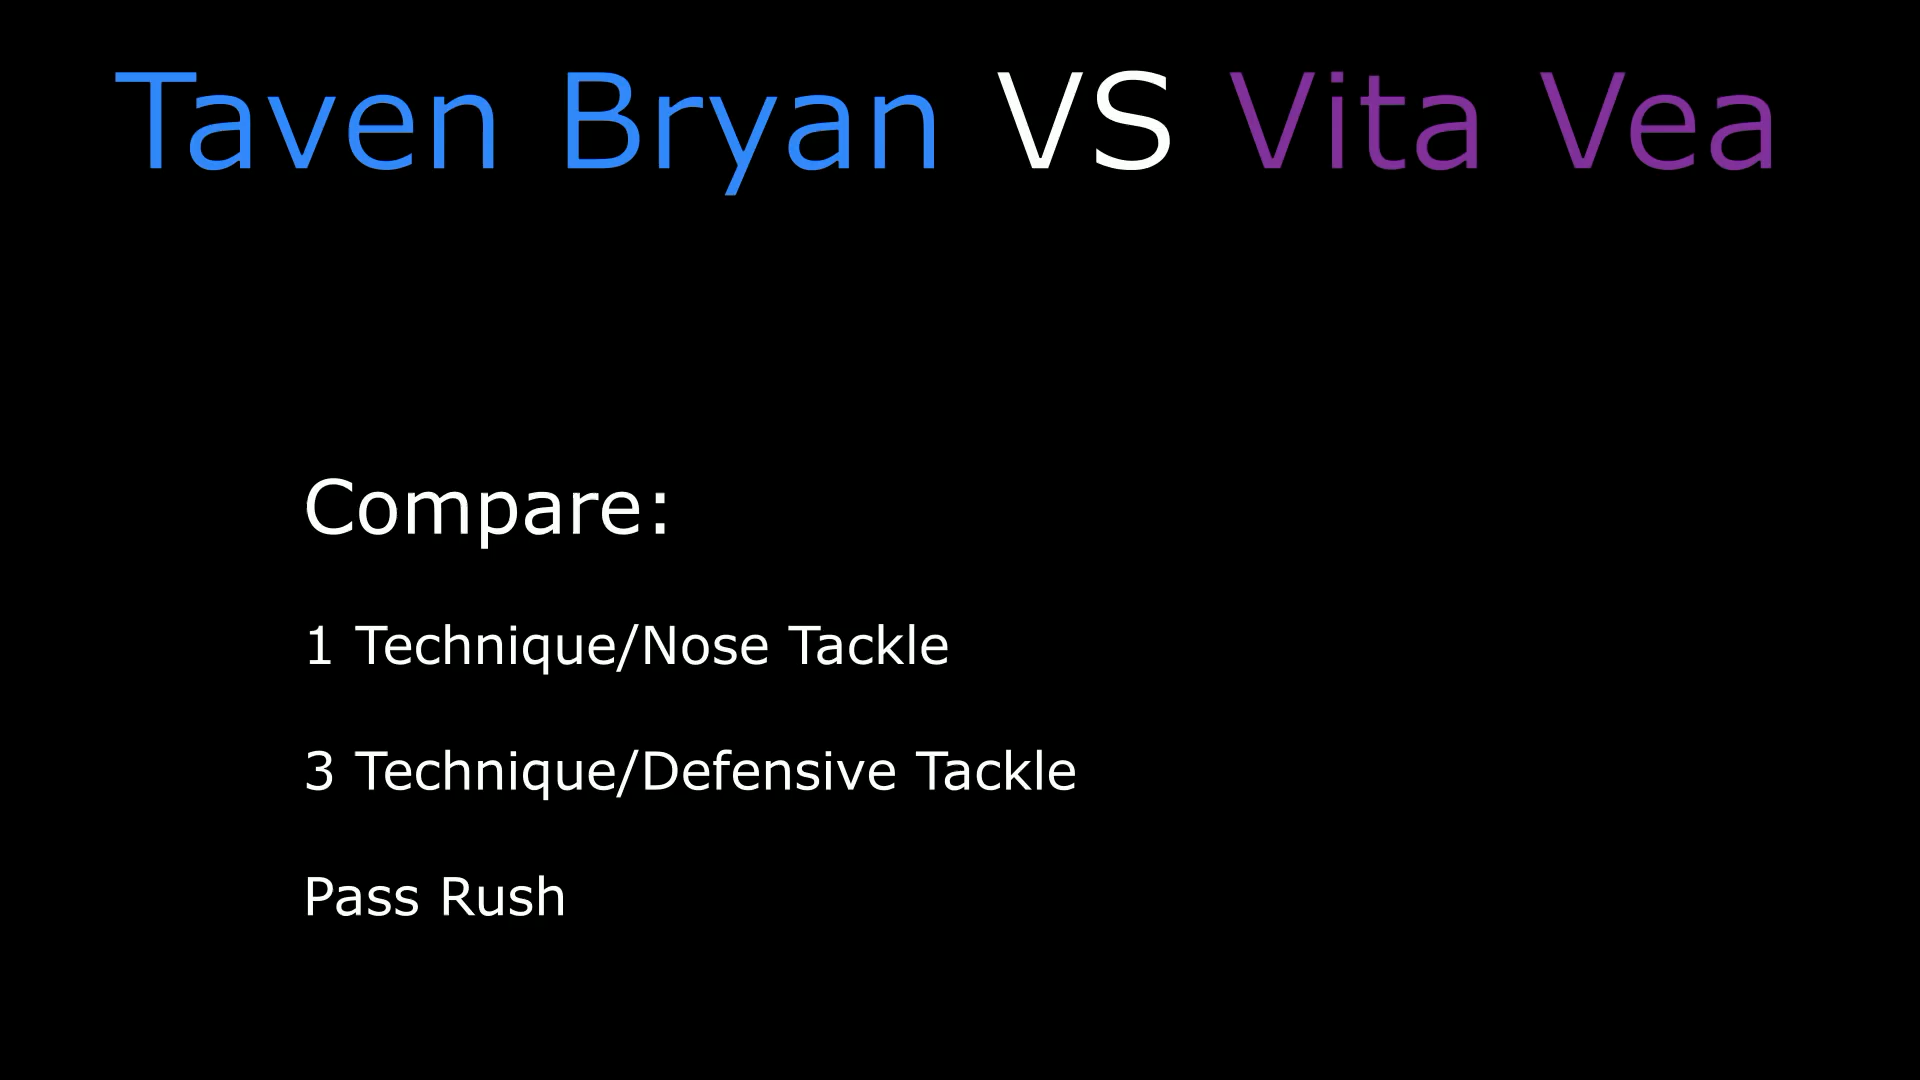 Taven Bryan VS Vita Vea
Compare:
1 Technique/Nose Tackle
3 Technique/Defensive Tackle
Pass Rush